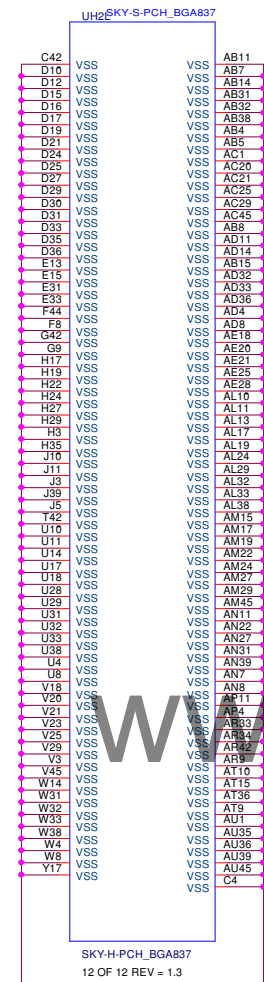 UH2L SKY-S-PCH_BGA837
C42 VSS VSS AB11
D10 VSS VSS AB7
D12 VSS VSS AB14
D15 VSS VSS AB31
D16 VSS VSS AB32
D17 VSS VSS AB38
D19 VSS VSS AB4
D21 VSS VSS AB5
D24 VSS VSS AC1
D25 VSS VSS AC20
D27 VSS VSS AC21
D29 VSS VSS AC25
D30 VSS VSS AC29
D31 VSS VSS AC45
D33 VSS VSS AB8
D35 VSS VSS AD11
D36 VSS VSS AD14
E13 VSS VSS AB15
E15 VSS VSS AD32
E31 VSS VSS AD33
E33 VSS VSS AD36
F44 VSS VSS AD4
F8 VSS VSS AD8
G42 VSS VSS AE18
G9 VSS VSS AE20
H17 VSS VSS AE21
H19 VSS VSS AE25
H22 VSS VSS AE28
H24 VSS VSS AL10
H27 VSS VSS AL11
H29 VSS VSS AL13
H3 VSS VSS AL17
H35 VSS VSS AL19
J10 VSS VSS AL24
J11 VSS VSS AL29
J3 VSS VSS AL32
J39 VSS VSS AL33
J5 VSS VSS AL38
T42 VSS VSS AM15
U10 VSS VSS AM17
U11 VSS VSS AM19
U14 VSS VSS AM22
U17 VSS VSS AM24
U18 VSS VSS AM27
U28 VSS VSS AM29
U29 VSS VSS AM45
U31 VSS VSS AN11
U32 VSS VSS AN22
U33 VSS VSS AN27
U38 VSS VSS AN31
U4 VSS VSS AN39
U8 VSS VSS AN7
V18 VSS VSS AN8
V20 VSS VSS AP11
V21 VSS VSS AP4
V23 VSS VSS AR33
V25 VSS VSS AR34
V29 VSS VSS AR42
V3 VSS VSS AR9
V45 VSS VSS AT10
W14 VSS VSS AT15
W31 VSS VSS AT36
W32 VSS VSS AT9
W33 VSS VSS AU1
W38 VSS VSS AU35
W4 VSS VSS AU36
W8 VSS VSS AU39
Y17 VSS VSS AU45
VSS C4
SKY-H-PCH_BGA837
12 OF 12 REV = 1.3